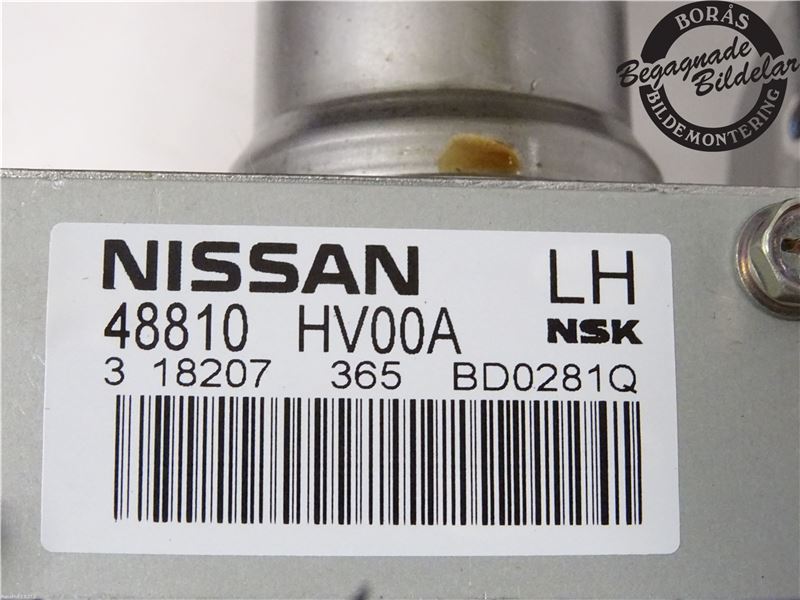 BORÅS
Begagnade
Bildelar
BILDEMONTERING
NISSAN LH
48810 HV00A NSK
3 18207 365 BD0281Q